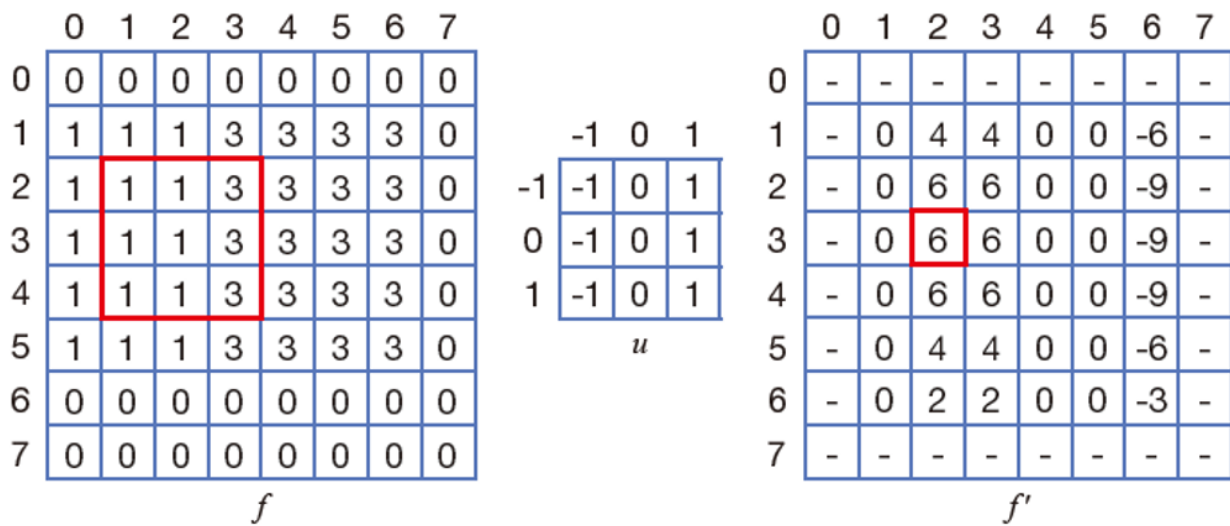 0 1 2 3 4 5 6 7
0 0 0 0 0 0 0 0 0
1 1 1 1 3 3 3 3 0
2 1 1 1 3 3 3 3 0
3 1 1 1 3 3 3 3 0
4 1 1 1 3 3 3 3 0
5 1 1 1 3 3 3 3 0
6 0 0 0 0 0 0 0 0
7 0 0 0 0 0 0 0 0
f
-1 0 1
-1 -1 0 1
0 -1 0 1
1 -1 0 1
u
0 1 2 3 4 5 6 7
0 - - - - - - - -
1 - 0 4 4 0 0 -6 -
2 - 0 6 6 0 0 -9 -
3 - 0 6 6 0 0 -9 -
4 - 0 6 6 0 0 -9 -
5 - 0 4 4 0 0 -6 -
6 - 0 2 2 0 0 -3 -
7 - - - - - - - -
f'